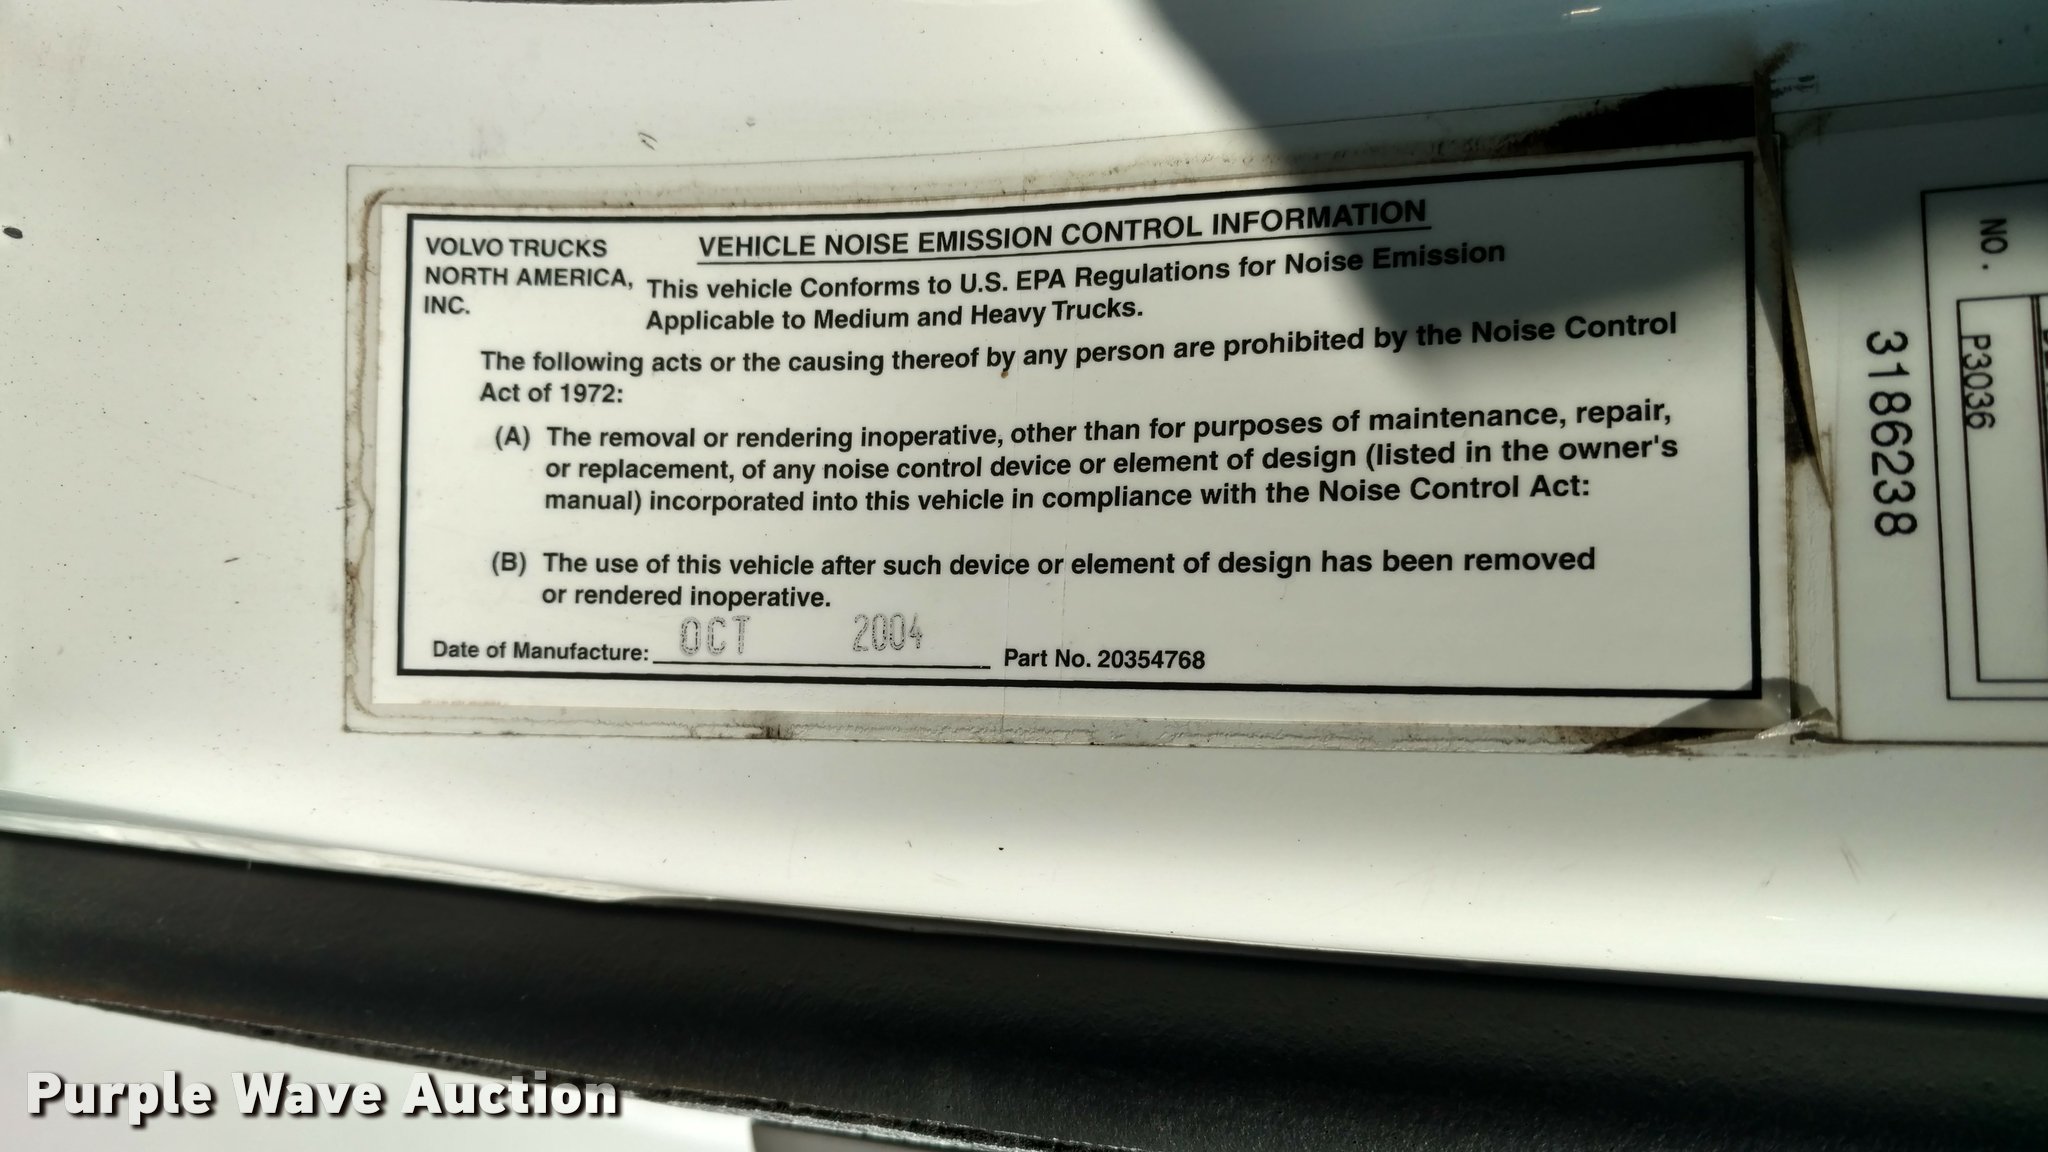 VOLVO TRUCKS
NORTH AMERICA,
INC.
VEHICLE NOISE EMISSION CONTROL INFORMATION
This vehicle Conforms to U.S. EPA Regulations for Noise Emission
Applicable to Medium and Heavy Trucks.
The following acts or the causing thereof by any person are prohibited by the Noise Control
Act of 1972:
(A) The removal or rendering inoperative, other than for purposes of maintenance, repair,
or replacement, of any noise control device or element of design (listed in the owner's
manual) incorporated into this vehicle in compliance with the Noise Control Act:
(B) The use of this vehicle after such device or element of design has been removed
or rendered inoperative.
Date of Manufacture: OCT 2004 Part No. 20354768
3186238
NO.
P3036
Purple Wave Auction